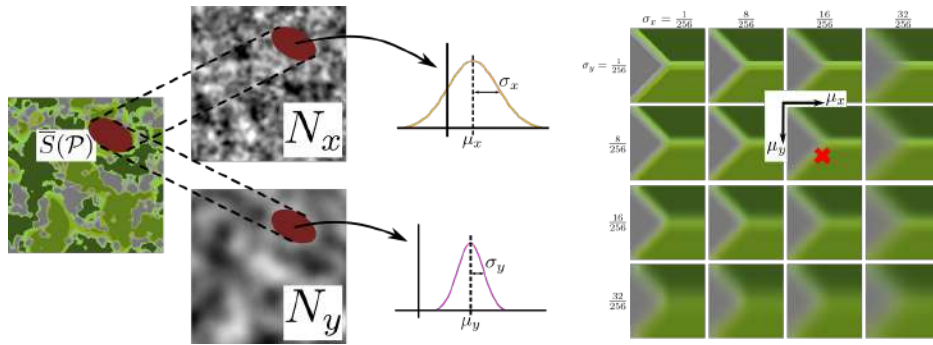 S̅(𝒫)
N_x
N_y
σ_x
μ_x
σ_y
μ_y
σ_x = 1/256
8/256
16/256
32/256
σ_y = 1/256
8/256
16/256
32/256
μ_x
μ_y